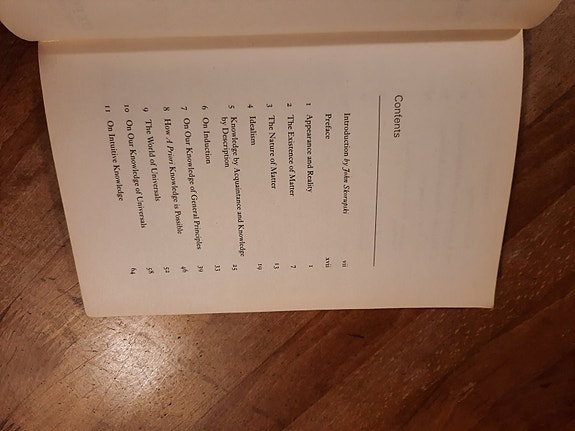 Contents
Introduction by John Skorupski vii
Preface xvii
1 Appearance and Reality 1
2 The Existence of Matter 7
3 The Nature of Matter 13
4 Idealism 19
5 Knowledge by Acquaintance and Knowledge
by Description 25
6 On Induction 33
7 On Our Knowledge of General Principles 39
8 How A Priori Knowledge is Possible 46
9 The World of Universals 52
10 On Our Knowledge of Universals 58
11 On Intuitive Knowledge 64